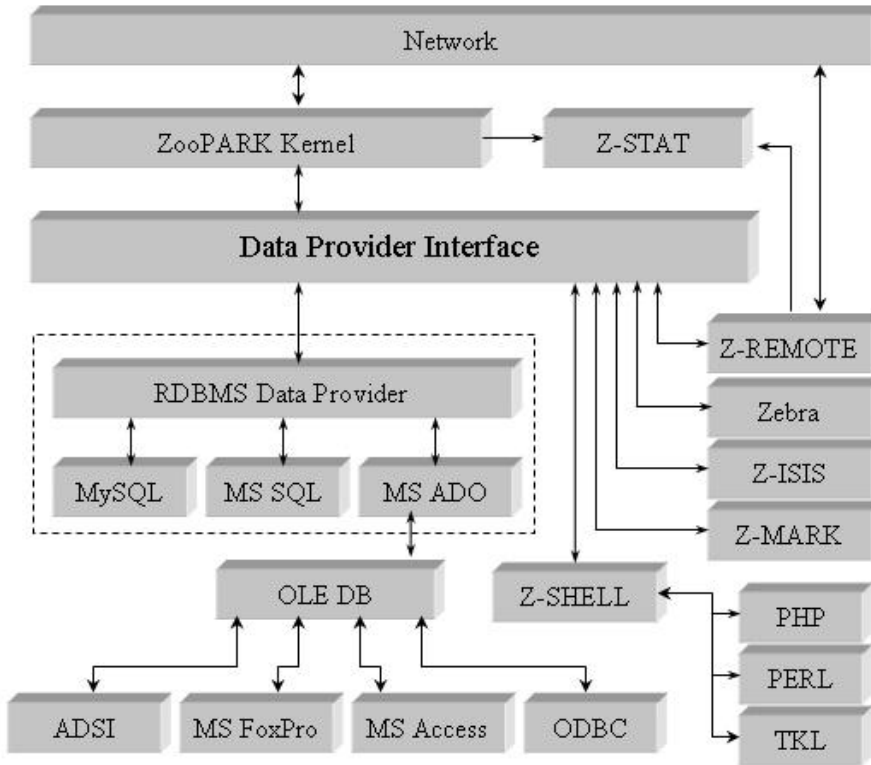 Network
ZooPARK Kernel
Z-STAT
Data Provider Interface
Z-REMOTE
RDBMS Data Provider
Zebra
MySQL
MS SQL
MS ADO
Z-ISIS
Z-MARK
OLE DB
Z-SHELL
PHP
PERL
ADSI
MS FoxPro
MS Access
ODBC
TKL